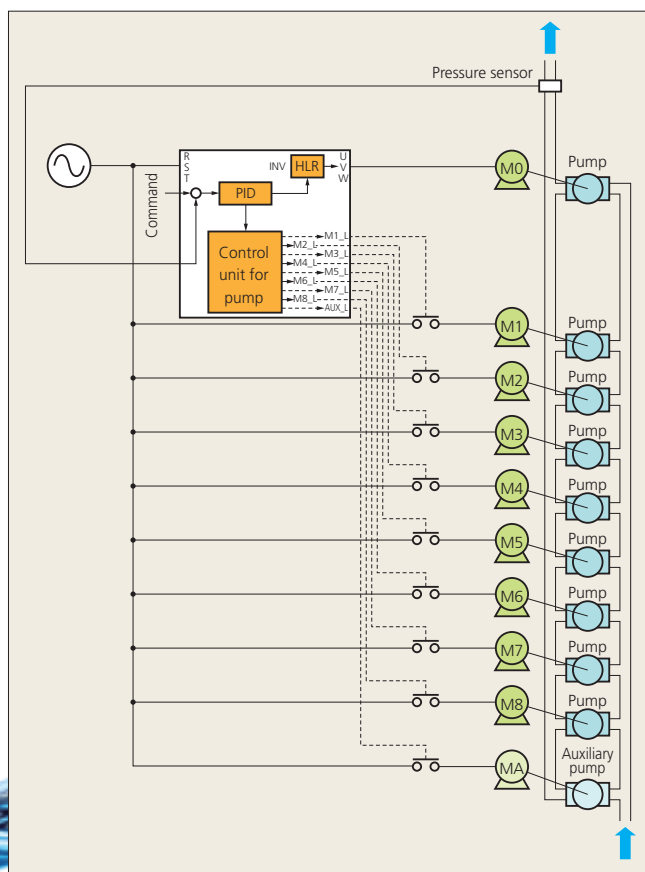 Pressure sensor
R
S
T
INV
HLR
U
V
W
M0
Pump
Command
PID
Control
unit for
pump
M1_L
M2_L
M3_L
M4_L
M5_L
M6_L
M7_L
M8_L
AUX_L
M1
Pump
M2
Pump
M3
Pump
M4
Pump
M5
Pump
M6
Pump
M7
Pump
M8
Pump
Auxiliary
pump
MA